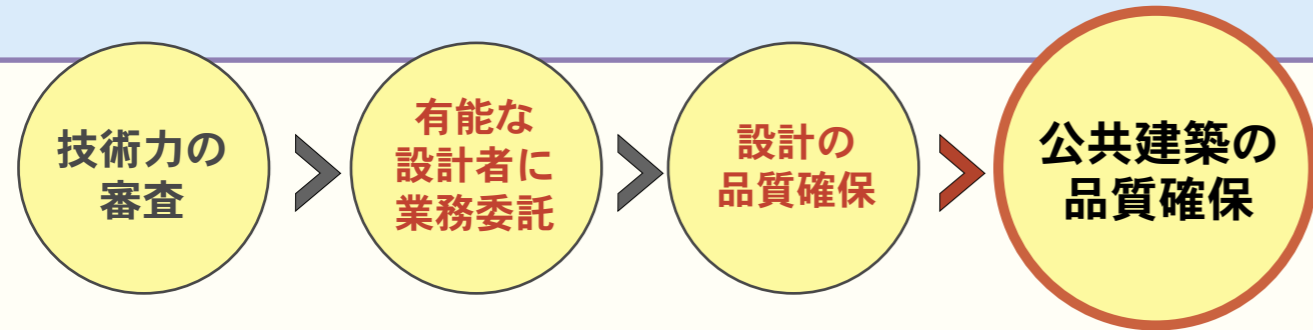 技術力の
審査
有能な
設計者に
業務委託
設計の
品質確保
公共建築の
品質確保